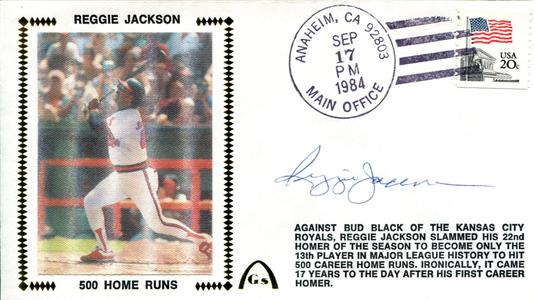 REGGIE JACKSON
ANAHEIM, CA 92803
SEP
17
PM
1984
MAIN OFFICE
USA
20c
Reggie Jackson
AGAINST BUD BLACK OF THE KANSAS CITY
ROYALS, REGGIE JACKSON SLAMMED HIS 22nd
HOMER OF THE SEASON TO BECOME ONLY THE
13th PLAYER IN MAJOR LEAGUE HISTORY TO HIT
500 CAREER HOME RUNS. IRONICALLY, IT CAME
17 YEARS TO THE DAY AFTER HIS FIRST CAREER
HOMER.
500 HOME RUNS
Gs